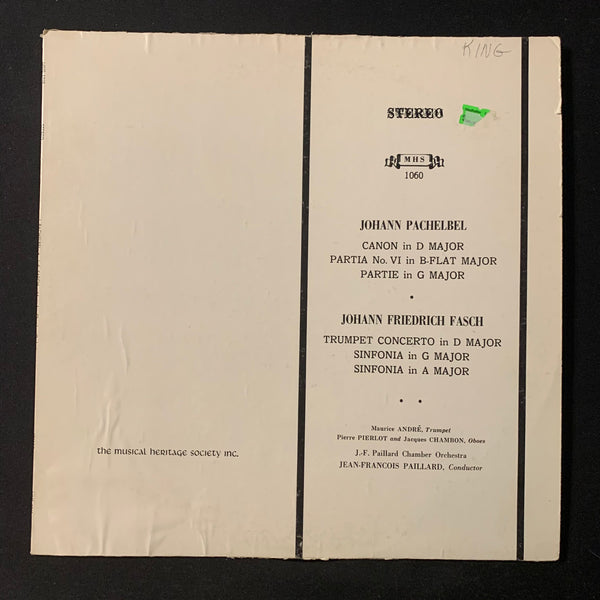 KING
STEREO
MHS
1060
JOHANN PACHELBEL
CANON in D MAJOR
PARTIA No. VI in B-FLAT MAJOR
PARTIE in G MAJOR
JOHANN FRIEDRICH FASCH
TRUMPET CONCERTO in D MAJOR
SINFONIA in G MAJOR
SINFONIA in A MAJOR
Maurice ANDRÉ, Trumpet
Pierre PIERLOT and Jacques CHAMBON, Oboes
J.-F. Paillard Chamber Orchestra
JEAN-FRANCOIS PAILLARD, Conductor
the musical heritage society inc.